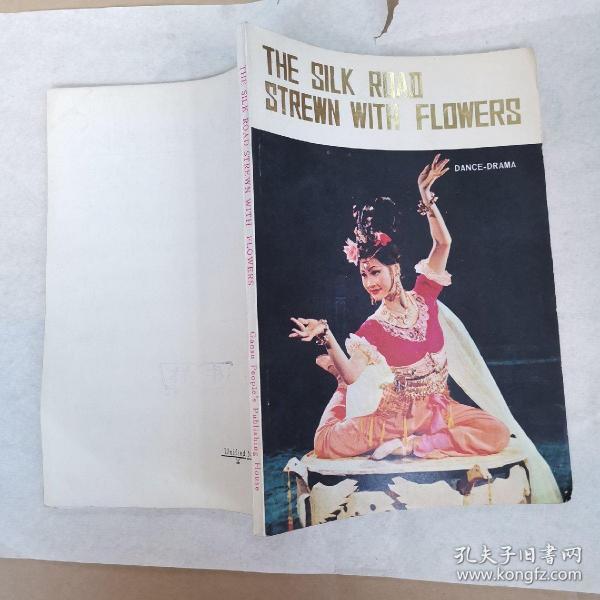 THE SILK ROAD
STREWN WITH FLOWERS
DANCE-DRAMA
THE SILK ROAD STREWN WITH FLOWERS
Gansu People's Publishing House
Unified
孔夫子旧书网
www.kongfz.com